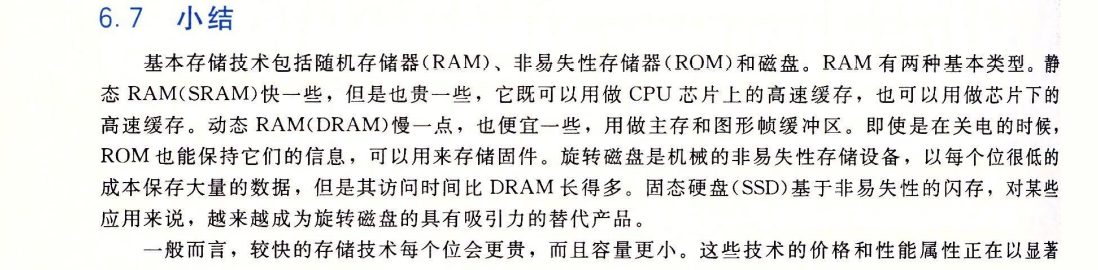 6.7 小结
基本存储技术包括随机存储器(RAM)、非易失性存储器(ROM)和磁盘。RAM 有两种基本类型。静
态 RAM(SRAM)快一些，但是也贵一些，它既可以用做 CPU 芯片上的高速缓存，也可以用做芯片下的
高速缓存。动态 RAM(DRAM)慢一点，也便宜一些，用做主存和图形帧缓冲区。即使是在关电的时候，
ROM 也能保持它们的信息，可以用来存储固件。旋转磁盘是机械的非易失性存储设备，以每个位很低的
成本保存大量的数据，但是其访问时间比 DRAM 长得多。固态硬盘(SSD)基于非易失性的闪存，对某些
应用来说，越来越成为旋转磁盘的具有吸引力的替代产品。
一般而言，较快的存储技术每个位会更贵，而且容量更小。这些技术的价格和性能属性正在以显著